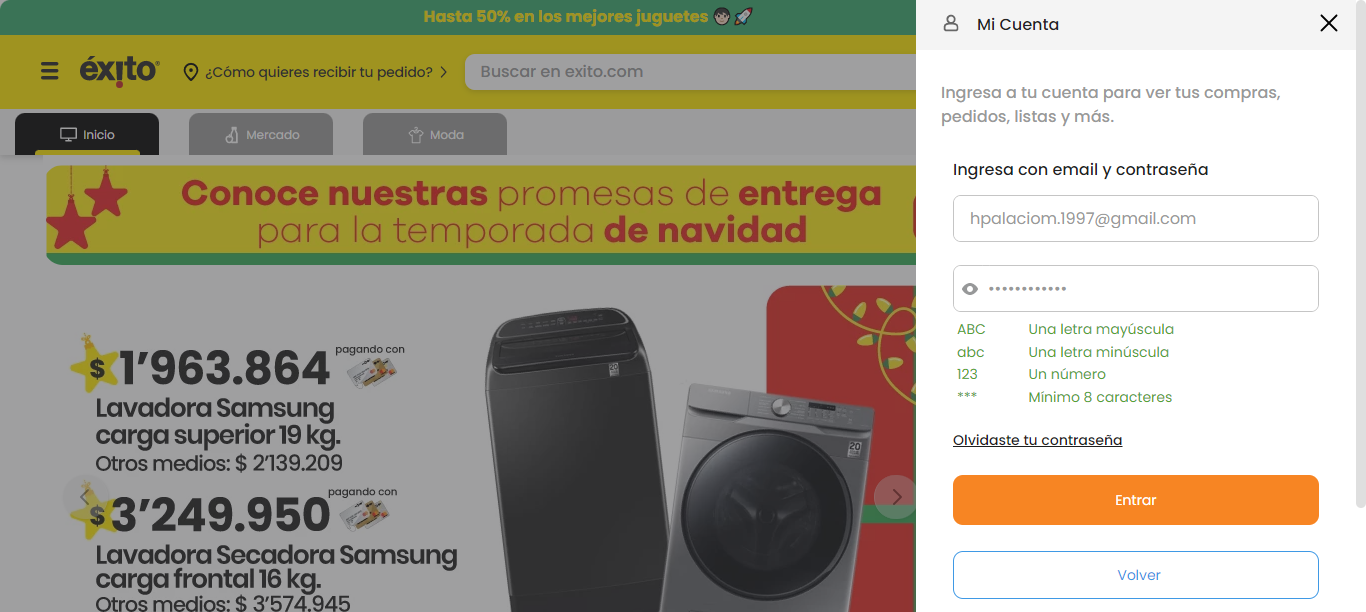 Hasta 50% en los mejores juguetes
Mi Cuenta
éxito
¿Cómo quieres recibir tu pedido?
Buscar en exito.com
Inicio
Mercado
Moda
Conoce nuestras promesas de entrega
para la temporada de navidad
$ 1’963.864
pagando con
Lavadora Samsung
carga superior 19 kg.
Otros medios: $ 2’139.209
$ 3’249.950
pagando con
Lavadora Secadora Samsung
carga frontal 16 kg.
Otros medios: $ 3’574.945
20
20
Ingresa a tu cuenta para ver tus compras,
pedidos, listas y más.
Ingresa con email y contraseña
hpalaciom.1997@gmail.com
••••••••••••
ABC Una letra mayúscula
abc Una letra minúscula
123 Un número
*** Mínimo 8 caracteres
Olvidaste tu contraseña
Entrar
Volver